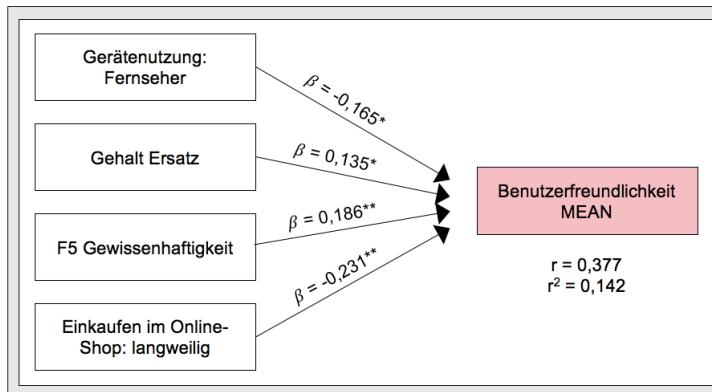 Gerätenutzung:
Fernseher
β = -0,165*
Gehalt Ersatz
β = 0,135*
Benutzerfreundlichkeit
MEAN
F5 Gewissenhaftigkeit
β = 0,186**
r = 0,377
r² = 0,142
β = -0,231**
Einkaufen im Online-
Shop: langweilig